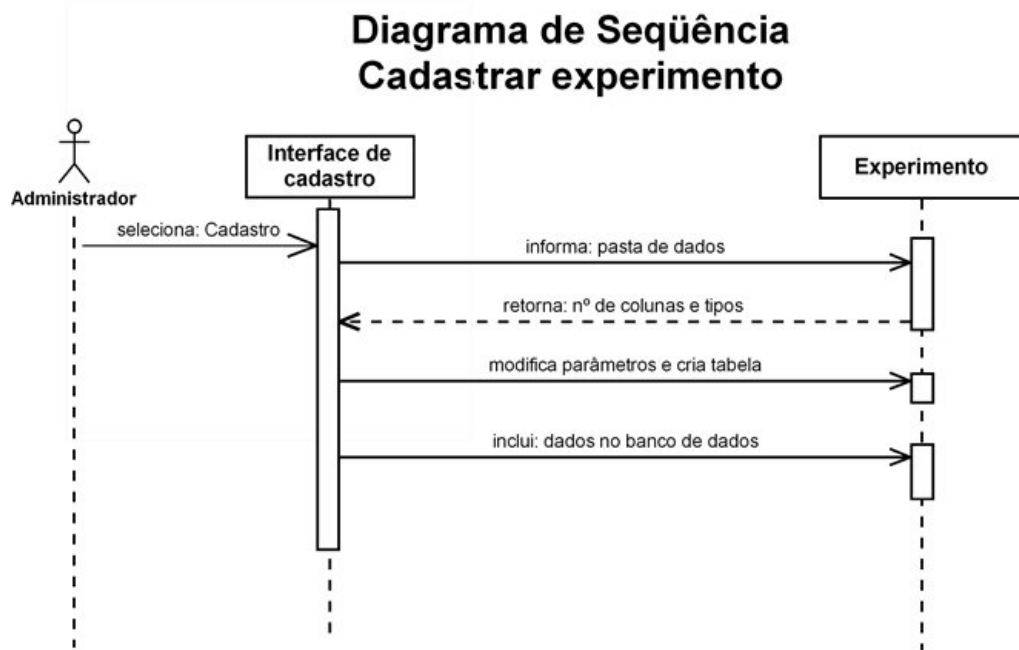 Diagrama de Seqüência
Cadastrar experimento
Administrador
Interface de
cadastro
Experimento
seleciona: Cadastro
informa: pasta de dados
retorna: nº de colunas e tipos
modifica parâmetros e cria tabela
inclui: dados no banco de dados